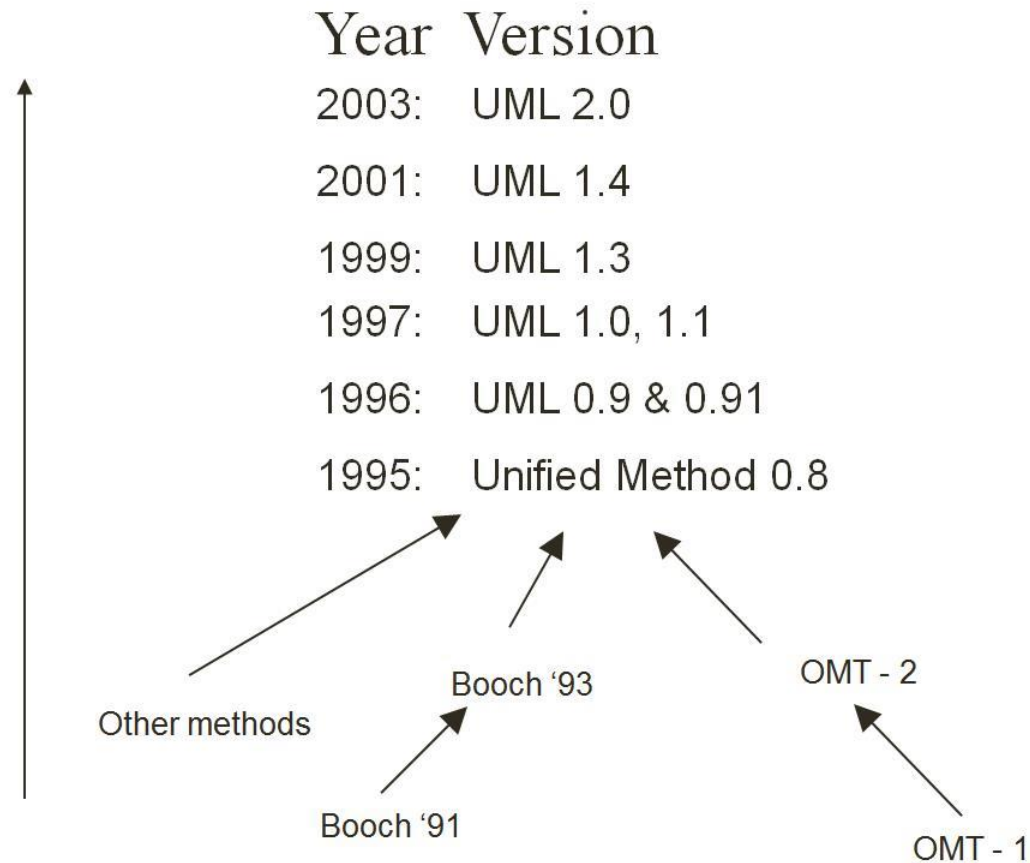 Year Version
2003: UML 2.0
2001: UML 1.4
1999: UML 1.3
1997: UML 1.0, 1.1
1996: UML 0.9 & 0.91
1995: Unified Method 0.8
Other methods
Booch ‘93
OMT - 2
Booch ‘91
OMT - 1